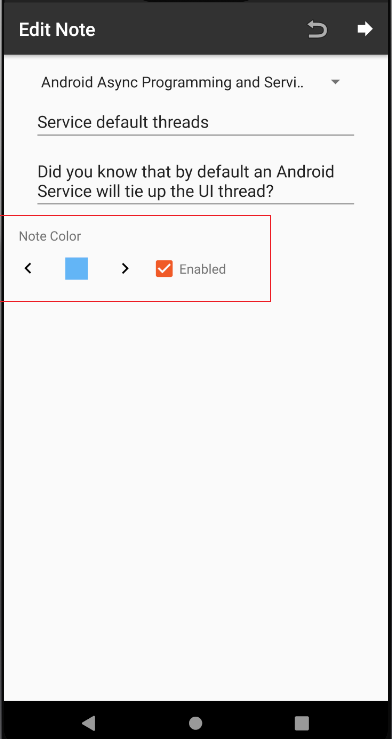 Edit Note
Android Async Programming and Servi..
Service default threads
Did you know that by default an Android
Service will tie up the UI thread?
Note Color
Enabled